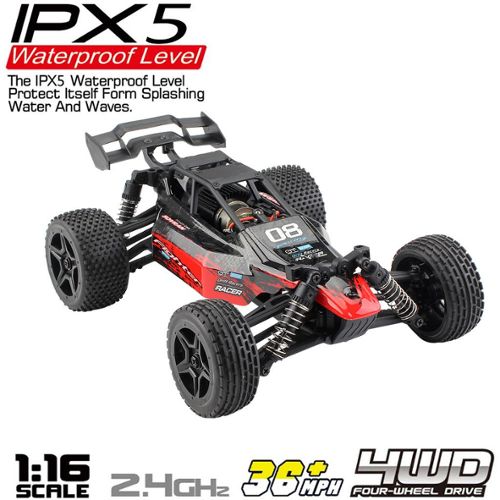 IPX5
Waterproof Level
The IPX5 Waterproof Level
Protect Itself Form Splashing
Water And Waves.
08
Fighter
RACER
1:16
SCALE
2.4GHz
36+MPH
4WD
FOUR-WHEEL DRIVE